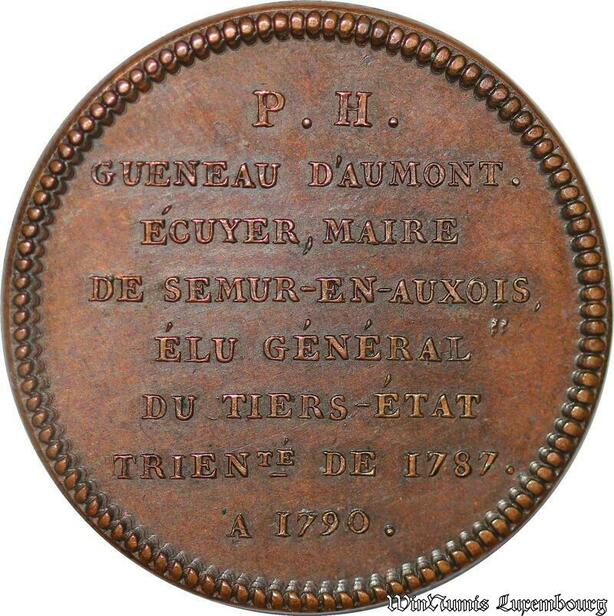 P. H.
GUENEAU D'AUMONT.
ÉCUYER, MAIRE
DE SEMUR-EN-AUXOIS,
ÉLU GÉNÉRAL
DU TIERS-ÉTAT
TRIENTÉ DE 1787.
A 1790.
WinNumis Luxembourg